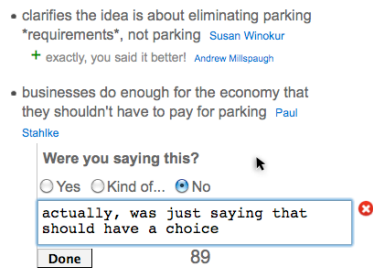 • clarifies the idea is about eliminating parking
*requirements*, not parking Susan Winokur
+ exactly, you said it better! Andrew Millspaugh
• businesses do enough for the economy that
they shouldn't have to pay for parking Paul
Stahlke
Were you saying this?
Yes Kind of... No
actually, was just saying that
should have a choice
Done 89